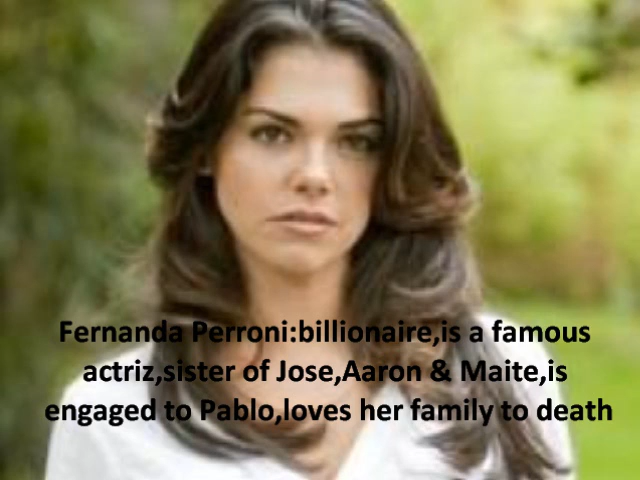 Fernanda Perroni:billionaire,is a famous
actriz,sister of Jose,Aaron & Maite,is
engaged to Pablo,loves her family to death